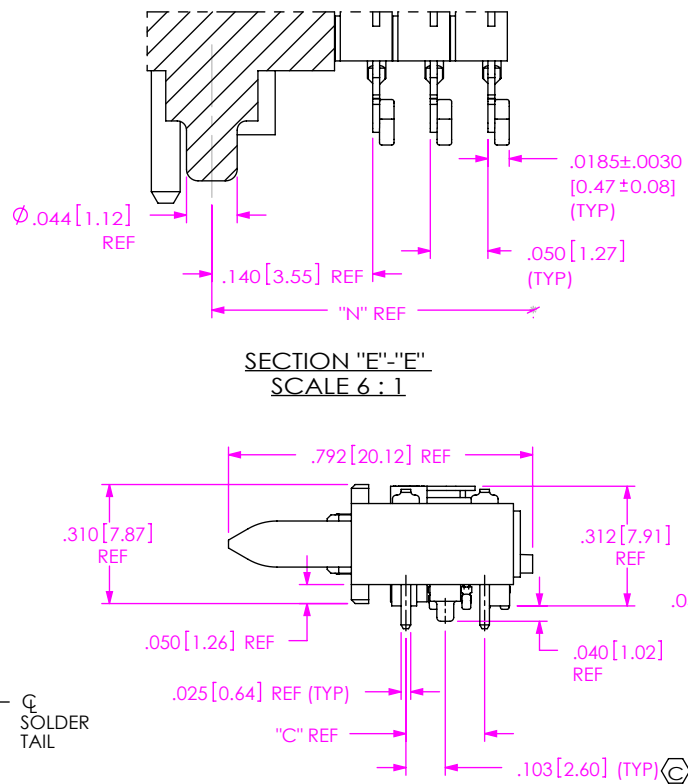 .0185±.0030
[0.47±0.08]
(TYP)
Ø.044[1.12]
REF
.050[1.27]
(TYP)
.140[3.55] REF
"N" REF
SECTION "E"-"E"
SCALE 6 : 1
.792[20.12] REF
.310[7.87]
REF
.312[7.91]
REF
.0
.050[1.26] REF
.040[1.02]
REF
.025[0.64] REF (TYP)
℄
SOLDER
TAIL
"C" REF
.103[2.60] (TYP) C